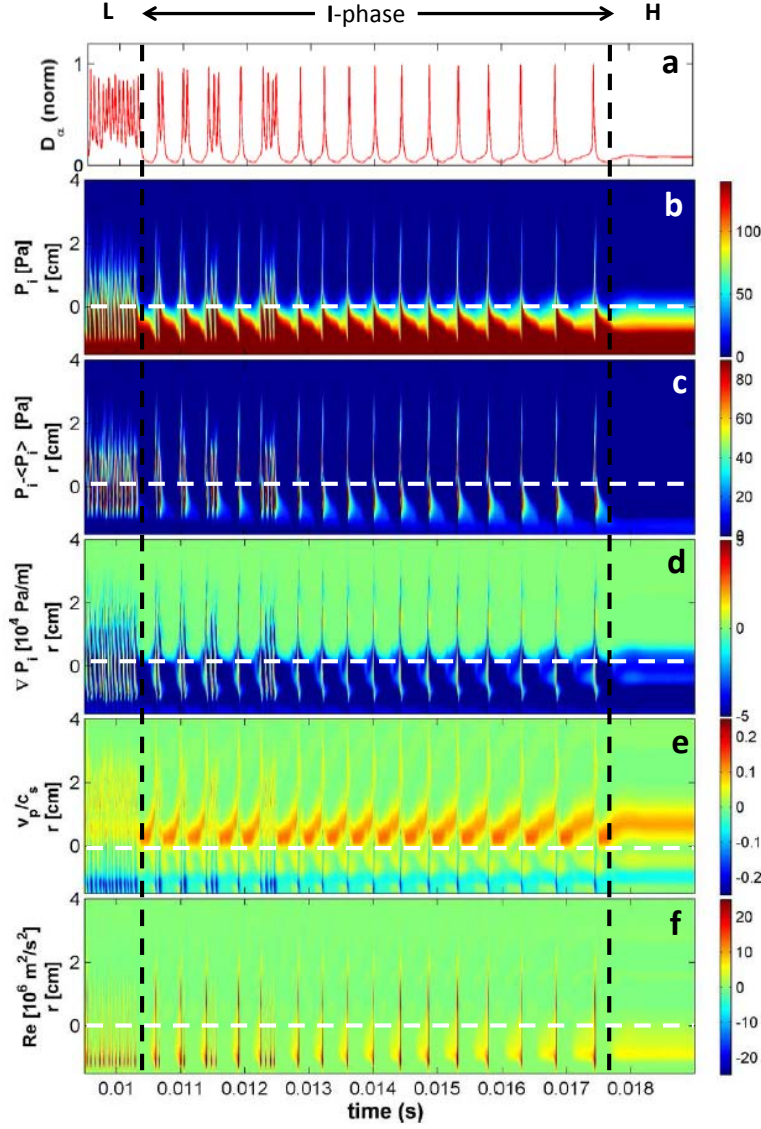 L I-phase H
a
1
0
D_α (norm)
b
4
2
0
P_i [Pa]
r [cm]
100
50
0
c
4
2
0
P_i-<P_i> [Pa]
r [cm]
80
60
40
20
0
d
4
2
0
∇ P_i [10^4 Pa/m]
r [cm]
5
0
-5
e
4
2
0
v_p/c_s
r [cm]
0.25
0.1
0
-0.1
-0.2
f
2
0
Re [10^6 m^2/s^2]
r [cm]
20
10
0
-10
-20
0.01 0.011 0.012 0.013 0.014 0.015 0.016 0.017 0.018
time (s)